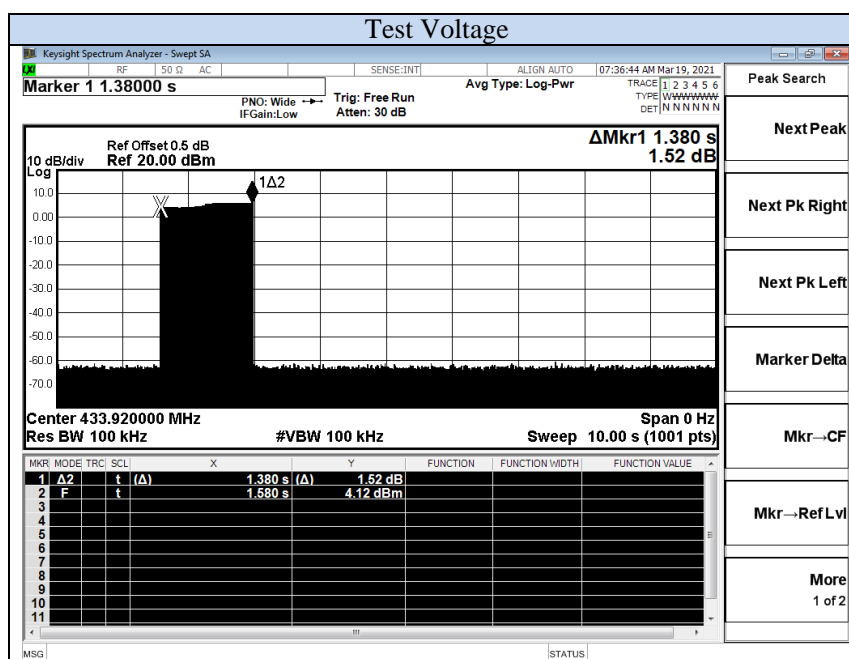 Test Voltage
Keysight Spectrum Analyzer - Swept SA
LXI RF 50 Ω AC SENSE:INT ALIGN AUTO 07:36:44 AM Mar 19, 2021
Marker 1 1.38000 s
PNO: Wide
IFGain:Low
Trig: Free Run
Atten: 30 dB
Avg Type: Log-Pwr
TRACE 1 2 3 4 5 6
TYPE WWWWWW
DET N N N N N N
Peak Search
Ref Offset 0.5 dB
Ref 20.00 dBm
10 dB/div
Log
ΔMkr1 1.380 s
1.52 dB
1Δ2
10.0
0.00
-10.0
-20.0
-30.0
-40.0
-50.0
-60.0
-70.0
Center 433.920000 MHz
Span 0 Hz
Res BW 100 kHz #VBW 100 kHz Sweep 10.00 s (1001 pts)
MKR MODE TRC SCL X Y FUNCTION FUNCTION WIDTH FUNCTION VALUE
1 Δ2 t (Δ) 1.380 s (Δ) 1.52 dB
2 F t 1.580 s 4.12 dBm
3
4
5
6
7
8
9
10
11
MSG STATUS
Next Peak
Next Pk Right
Next Pk Left
Marker Delta
Mkr→CF
Mkr→Ref Lvl
More
1 of 2